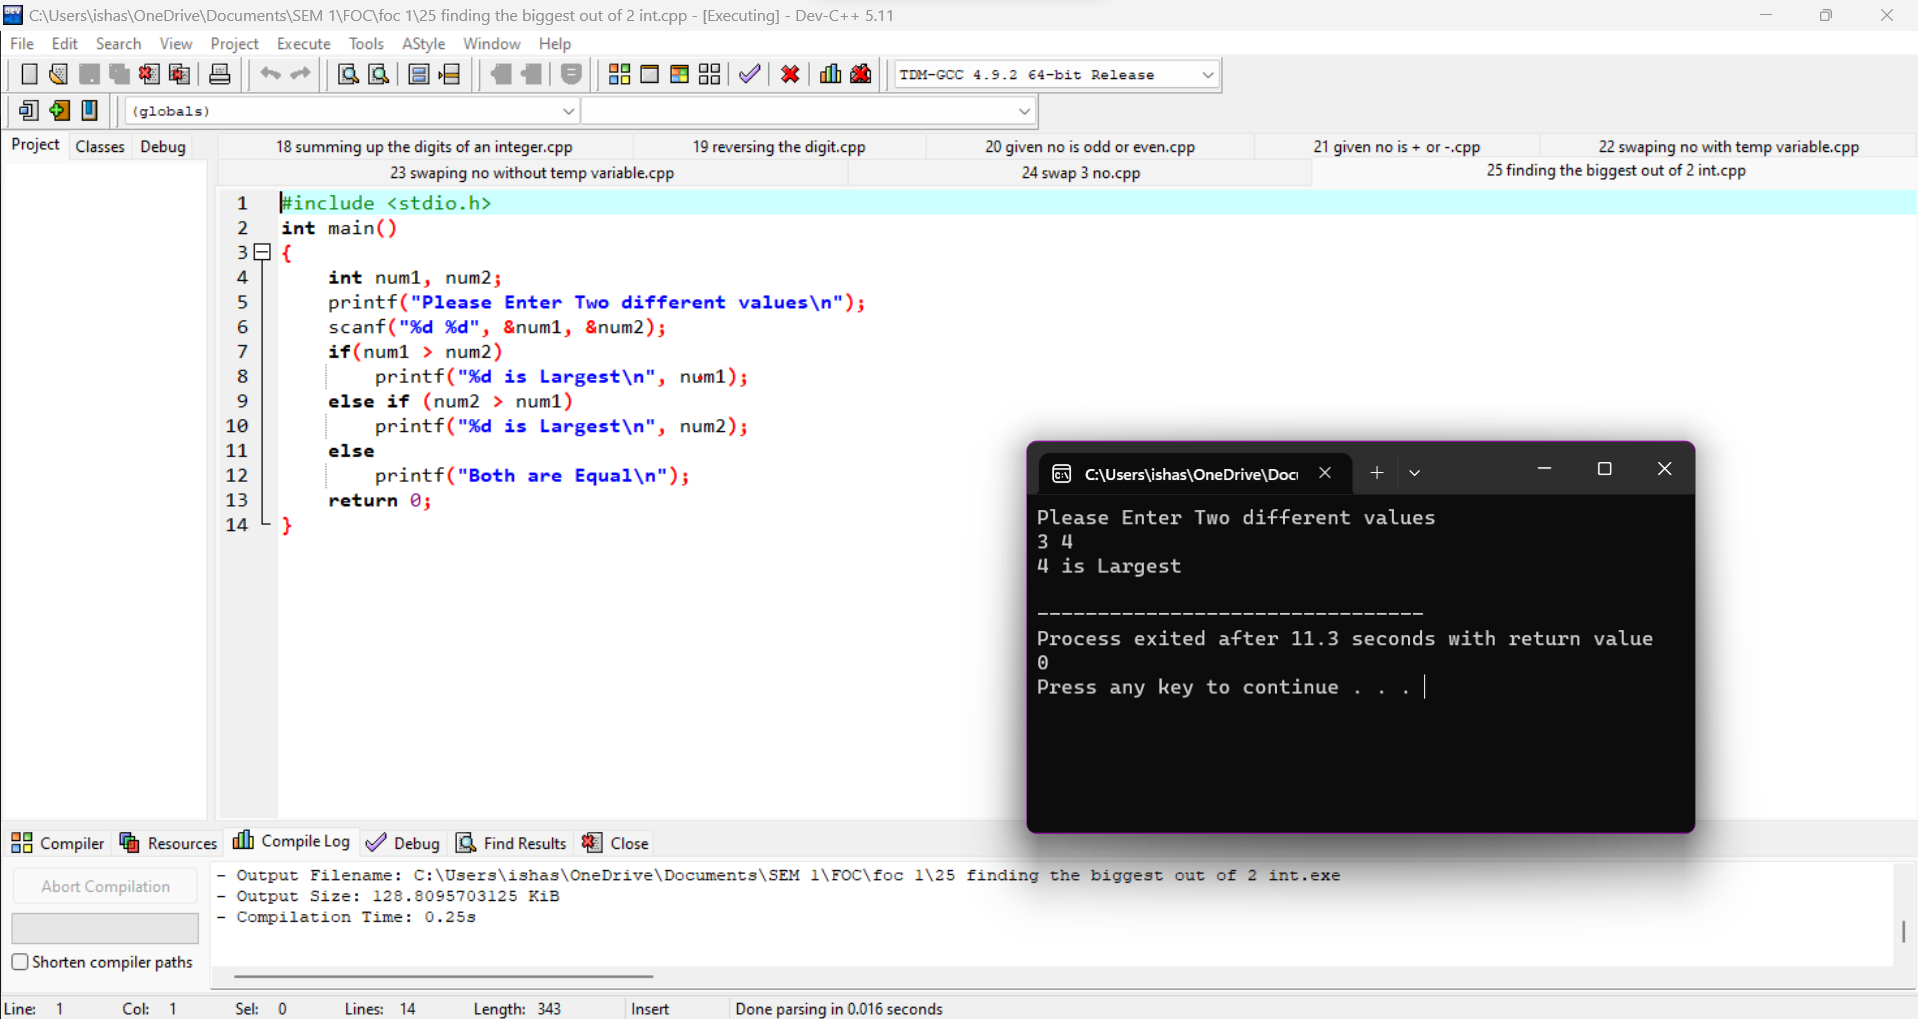 C:\Users\ishas\OneDrive\Documents\SEM 1\FOC\foc 1\25 finding the biggest out of 2 int.cpp - [Executing] - Dev-C++ 5.11
File Edit Search View Project Execute Tools AStyle Window Help
TDM-GCC 4.9.2 64-bit Release
(globals)
Project Classes Debug
18 summing up the digits of an integer.cpp 19 reversing the digit.cpp 20 given no is odd or even.cpp 21 given no is + or -.cpp 22 swaping no with temp variable.cpp
23 swaping no without temp variable.cpp 24 swap 3 no.cpp 25 finding the biggest out of 2 int.cpp
1 #include <stdio.h>
2 int main()
3 {
4 int num1, num2;
5 printf("Please Enter Two different values\n");
6 scanf("%d %d", &num1, &num2);
7 if(num1 > num2)
8 printf("%d is Largest\n", num1);
9 else if (num2 > num1)
10 printf("%d is Largest\n", num2);
11 else
12 printf("Both are Equal\n");
13 return 0;
14 }
C:\Users\ishas\OneDrive\Doc
Please Enter Two different values
3 4
4 is Largest
--------------------------------
Process exited after 11.3 seconds with return value
0
Press any key to continue . . .
Compiler Resources Compile Log Debug Find Results Close
Abort Compilation
Shorten compiler paths
- Output Filename: C:\Users\ishas\OneDrive\Documents\SEM 1\FOC\foc 1\25 finding the biggest out of 2 int.exe
- Output Size: 128.8095703125 KiB
- Compilation Time: 0.25s
Line: 1 Col: 1 Sel: 0 Lines: 14 Length: 343 Insert Done parsing in 0.016 seconds